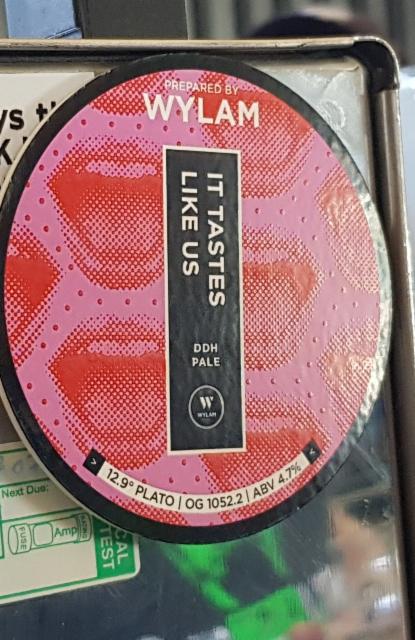 PREPARED BY
WYLAM
IT TASTES
LIKE US
DDH
PALE
W
WYLAM
12.9° PLATO | OG 1052.2 | ABV 4.7%
Next Due:
FUSE
Amp
TEST